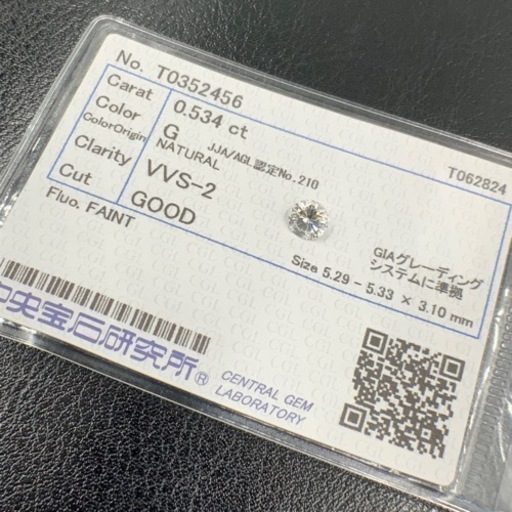 No. T0352456
T062824
Carat 0.534 ct
Color G JJA/AGL認定No.210
ColorOrigin NATURAL
Clarity VVS-2
Cut GOOD
Fluo. FAINT
GIAグレーディング
システムに準拠
Size 5.29 - 5.33 × 3.10 mm
中央宝石研究所®
CENTRAL GEM
LABORATORY